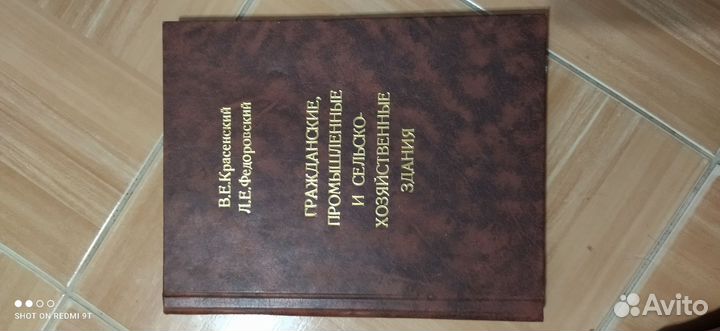 В.Е.Красенский
Л.Е.Федоровский
ГРАЖДАНСКИЕ,
ПРОМЫШЛЕННЫЕ
И СЕЛЬСКО-
ХОЗЯЙСТВЕННЫЕ
ЗДАНИЯ
SHOT ON REDMI 9T
Avito